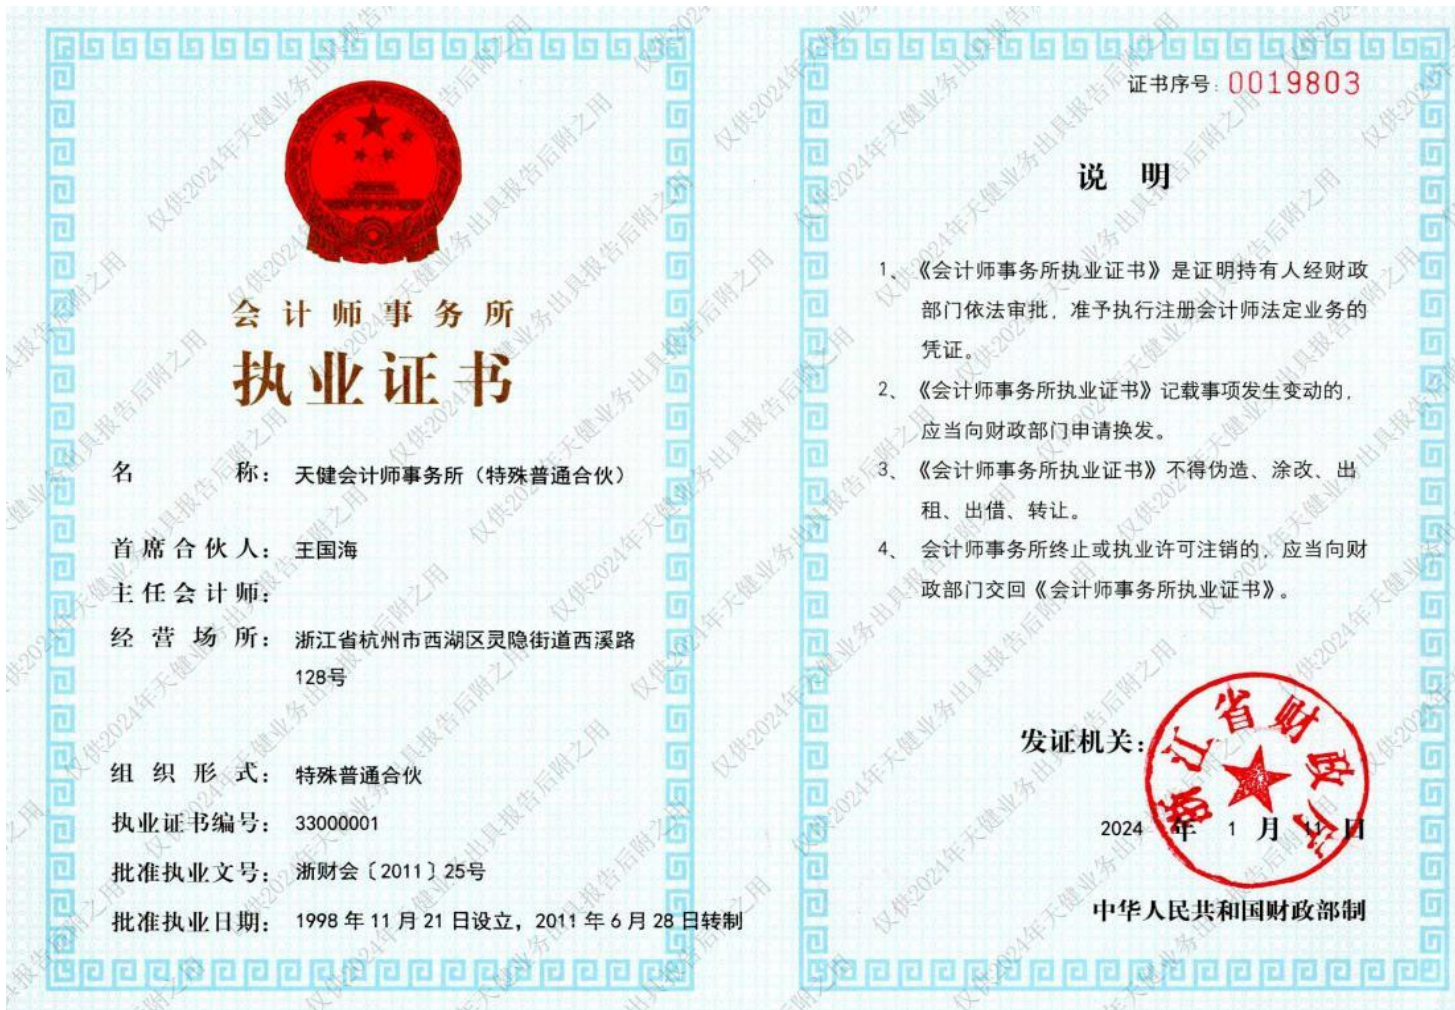 会计师事务所
执业证书
名 称： 天健会计师事务所（特殊普通合伙）
首席合伙人： 王国海
主任会计师：
经营场所： 浙江省杭州市西湖区灵隐街道西溪路
128号
组织形式： 特殊普通合伙
执业证书编号： 33000001
批准执业文号： 浙财会〔2011〕25号
批准执业日期： 1998年11月21日设立，2011年6月28日转制
证书序号：0019803
说 明
1、《会计师事务所执业证书》是证明持有人经财政
部门依法审批，准予执行注册会计师法定业务的
凭证。
2、《会计师事务所执业证书》记载事项发生变动的，
应当向财政部门申请换发。
3、《会计师事务所执业证书》不得伪造、涂改、出
租、出借、转让。
4、会计师事务所终止或执业许可注销的，应当向财
政部门交回《会计师事务所执业证书》。
发证机关：
浙江省财政厅
2024 年 1 月 11 日
中华人民共和国财政部制
仅供2024年天健业务出具报告后附之用